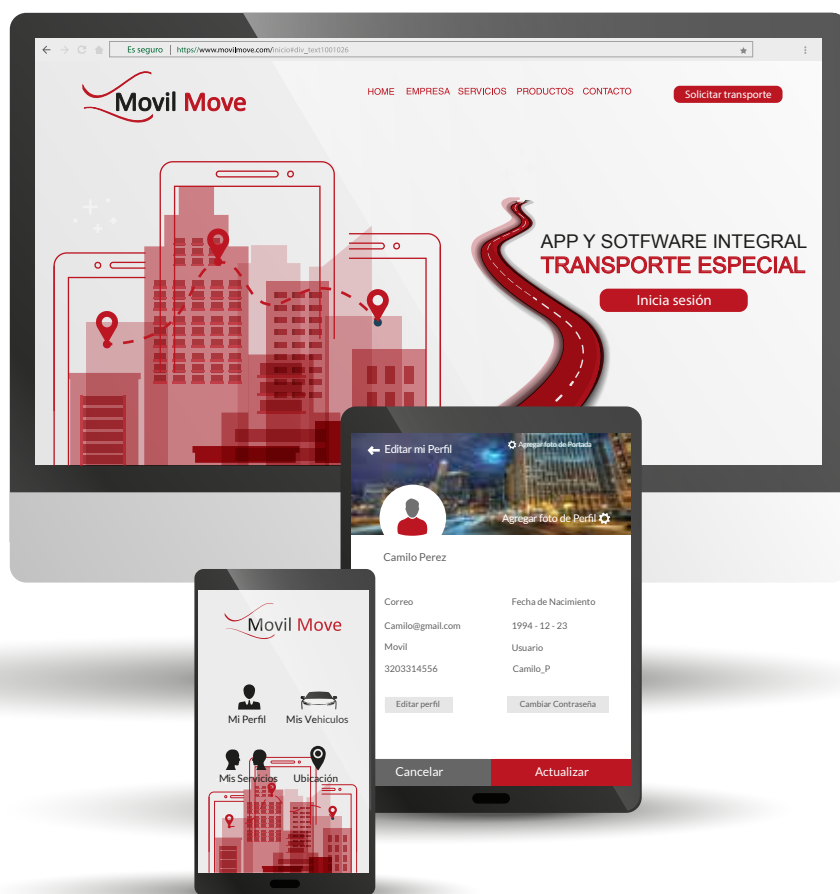 Es seguro | https//www.movilmove.com/inicio#div_text1001026
Movil Move
HOME EMPRESA SERVICIOS PRODUCTOS CONTACTO
Solicitar transporte
APP Y SOTFWARE INTEGRAL
TRANSPORTE ESPECIAL
Inicia sesión
Editar mi Perfil
Agregar foto de Portada
Agregar foto de Perfil
Camilo Perez
Correo Fecha de Nacimiento
Camilo@gmail.com 1994 - 12 - 23
Movil Usuario
3203314556 Camilo_P
Editar perfil Cambiar Contraseña
Cancelar Actualizar
Movil Move
Mi Perfil Mis Vehiculos
Mis Servicios Ubicación